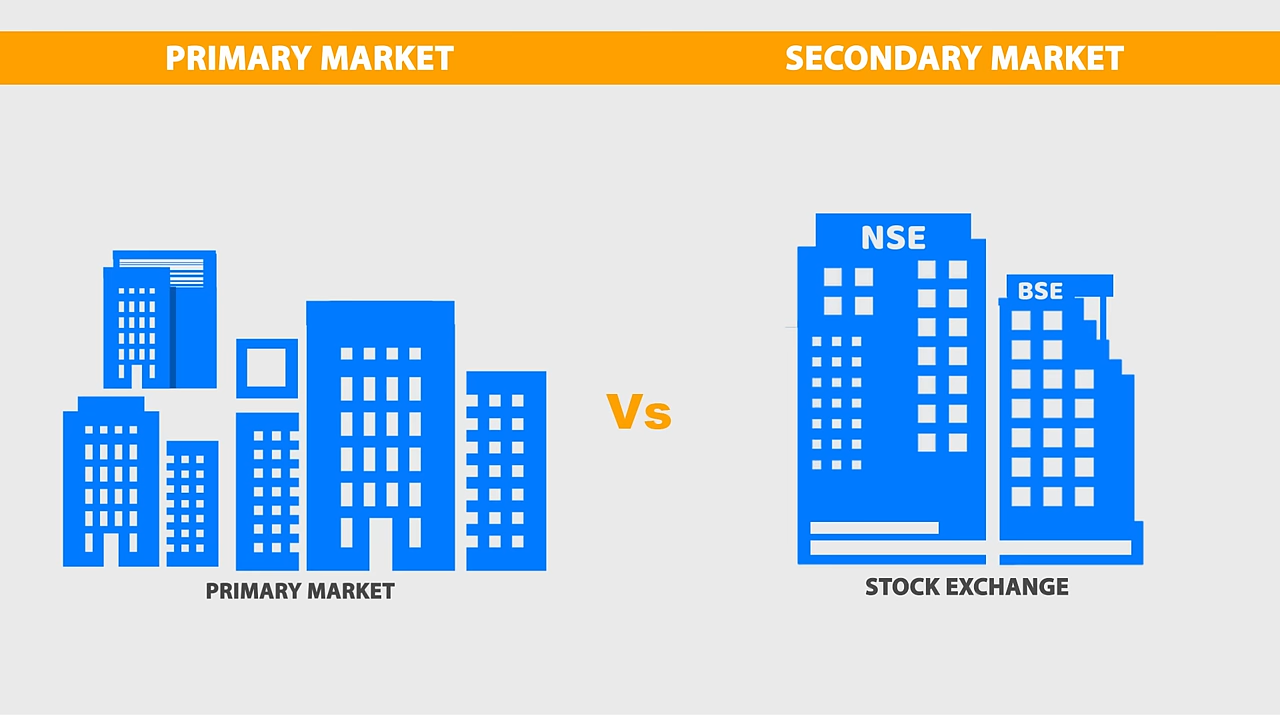 PRIMARY MARKET
SECONDARY MARKET
NSE
BSE
Vs
PRIMARY MARKET
STOCK EXCHANGE